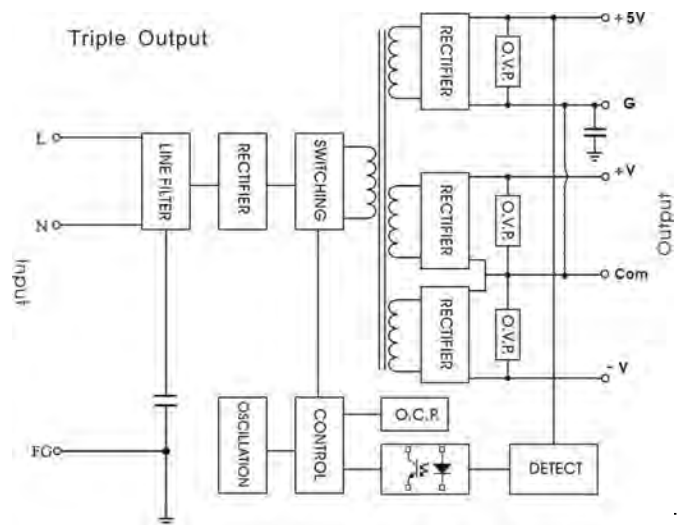 Triple Output
+5V
RECTIFIER
O.V.P.
G
L
LINE FILTER
RECTIFIER
SWITCHING
+V
RECTIFIER
O.V.P.
Output
N
Input
Com
RECTIFIER
O.V.P.
- V
OSCILLATION
CONTROL
O.C.P.
FG
DETECT